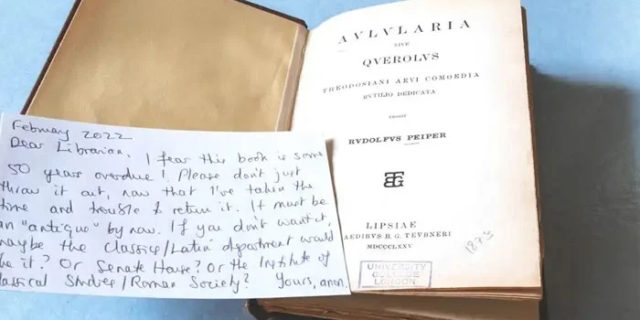 February 2022
Dear Librarian, I fear this book is some
50 years overdue! Please don't just
throw it out, now that I've taken the
time and trouble to return it. It must be
an "antique" by now. If you don't want it,
maybe the Classics/Latin department would
like it? Or Senate House? Or the Institute of
Classical Studies/Roman Society? Yours, anon.
AVLVLARIA
SIVE
QVEROLVS
THEODOSIANI AEVI COMOEDIA
RVTILIO DEDICATA
EDIDIT
RVDOLFVS PEIPER
LIPSIAE
IN AEDIBVS B. G. TEVBNERI
MDCCCLXXV
1875
UNIVERSITY
COLLEGE
LONDON